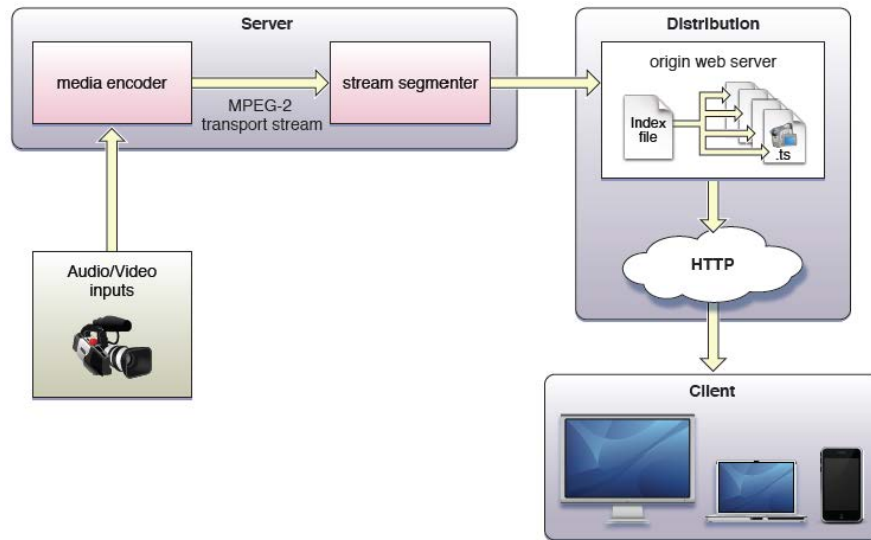 Server
media encoder
MPEG-2
transport stream
stream segmenter
Audio/Video
inputs
Distribution
origin web server
Index
file
.ts
HTTP
Client